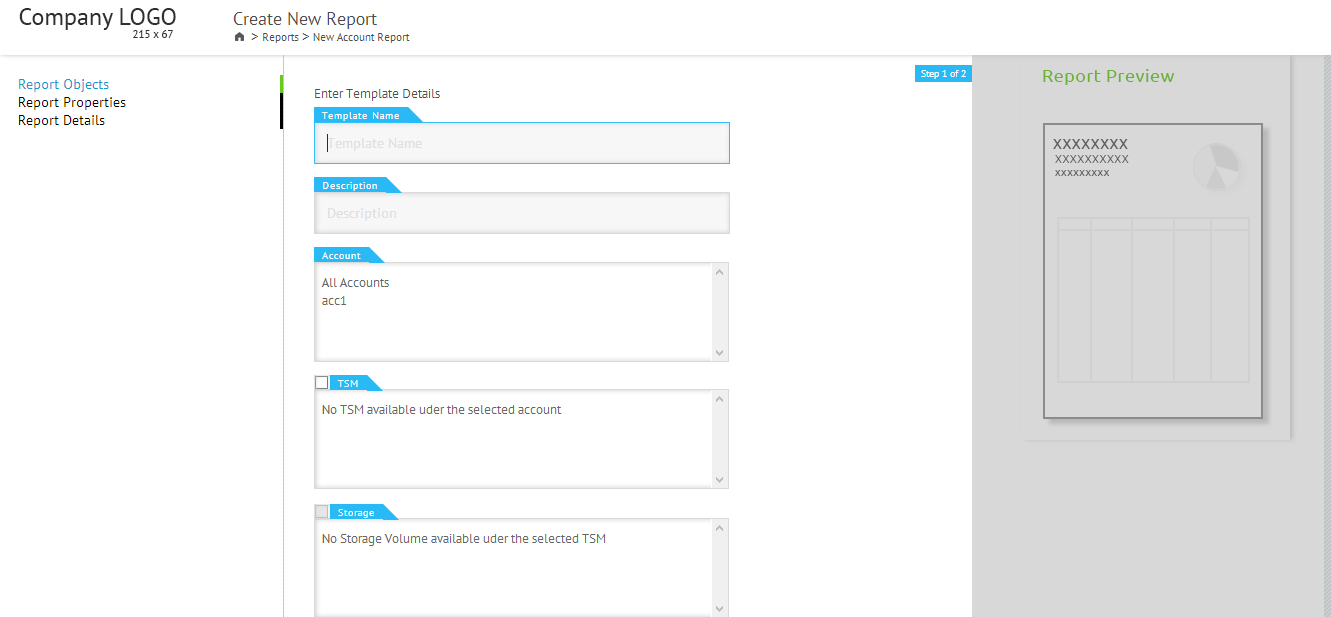 Company LOGO
215 x 67
Create New Report
> Reports > New Account Report
Report Objects
Report Properties
Report Details
Step 1 of 2
Enter Template Details
Template Name
Template Name
Description
Description
Account
All Accounts
acc1
TSM
No TSM available uder the selected account
Storage
No Storage Volume available uder the selected TSM
Report Preview
XXXXXXXX
XXXXXXXXXX
xxxxxxxxx